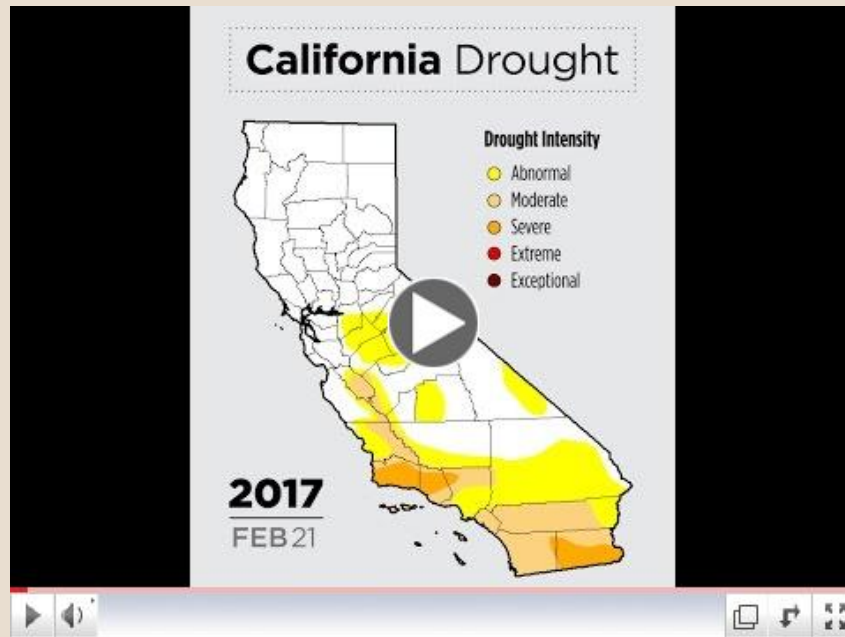 California Drought
Drought Intensity
Abnormal
Moderate
Severe
Extreme
Exceptional
2017
FEB 21